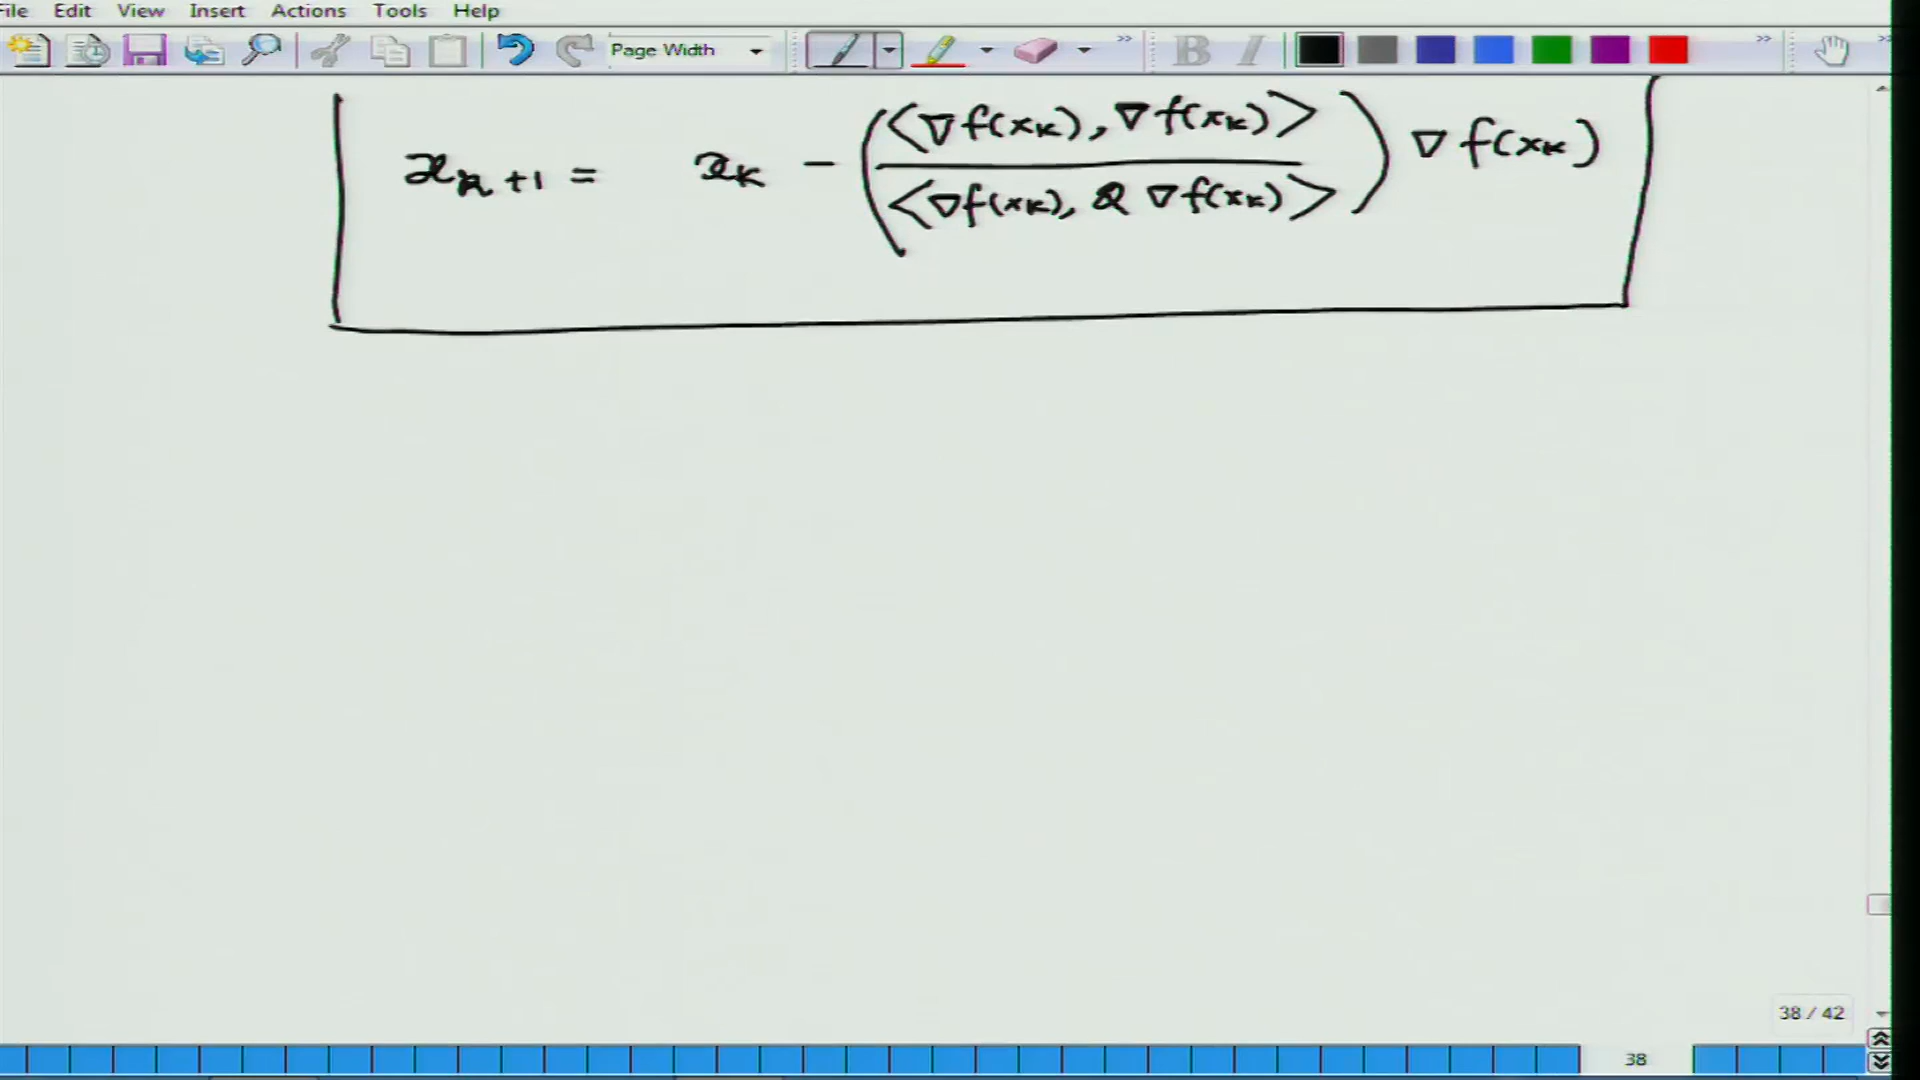 File Edit View Insert Actions Tools Help
Page Width
B I
x_{k+1} = x_k - (<∇f(x_k), ∇f(x_k)> / <∇f(x_k), Q ∇f(x_k)>) ∇f(x_k)
38 / 42
38